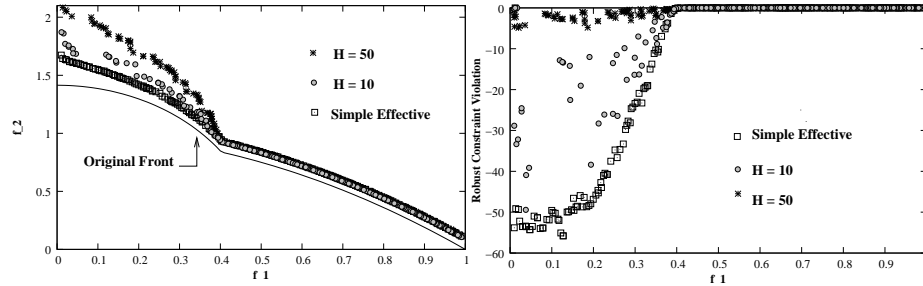 2
1.5
1
0.5
0
f_2
H = 50
H = 10
Simple Effective
Original Front
0 0.1 0.2 0.3 0.4 0.5 0.6 0.7 0.8 0.9 1
f_1
0
−10
−20
−30
−40
−50
−60
Robust Constraint Violation
Simple Effective
H = 10
H = 50
0 0.1 0.2 0.3 0.4 0.5 0.6 0.7 0.8 0.9 1
f_1